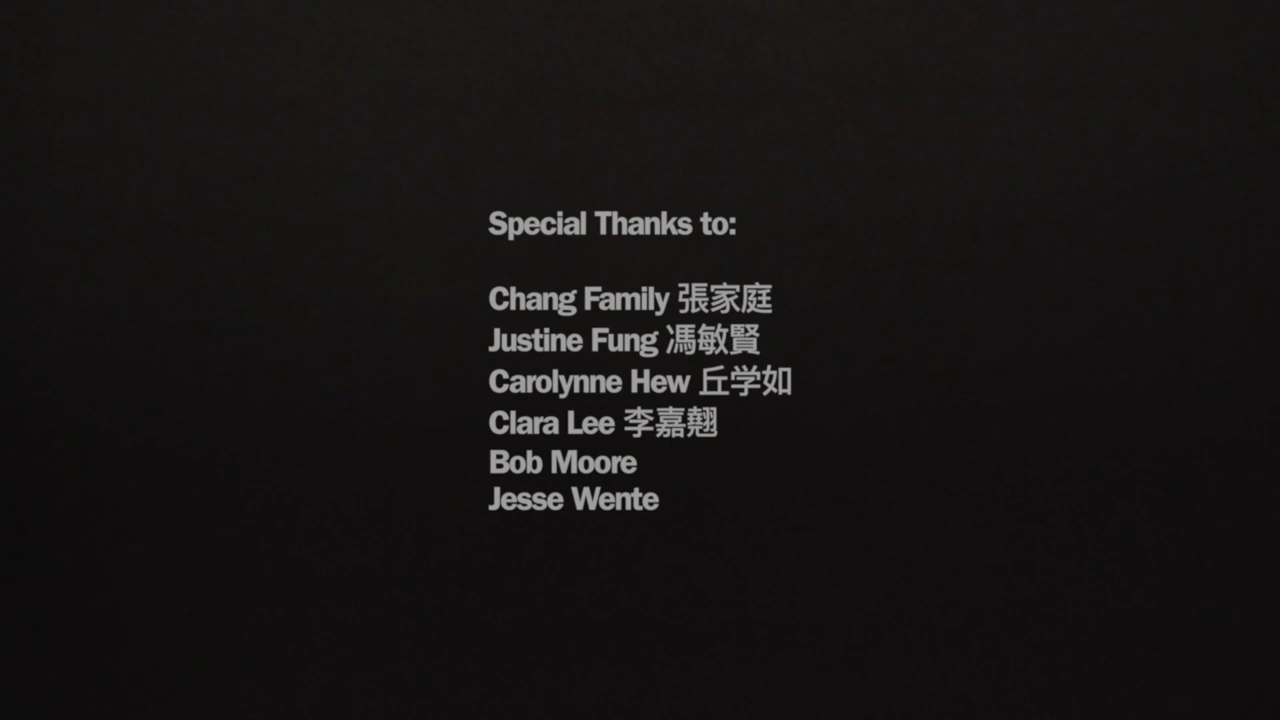 Special Thanks to:
Chang Family 張家庭
Justine Fung 馮敏賢
Carolynne Hew 丘学如
Clara Lee 李嘉翹
Bob Moore
Jesse Wente